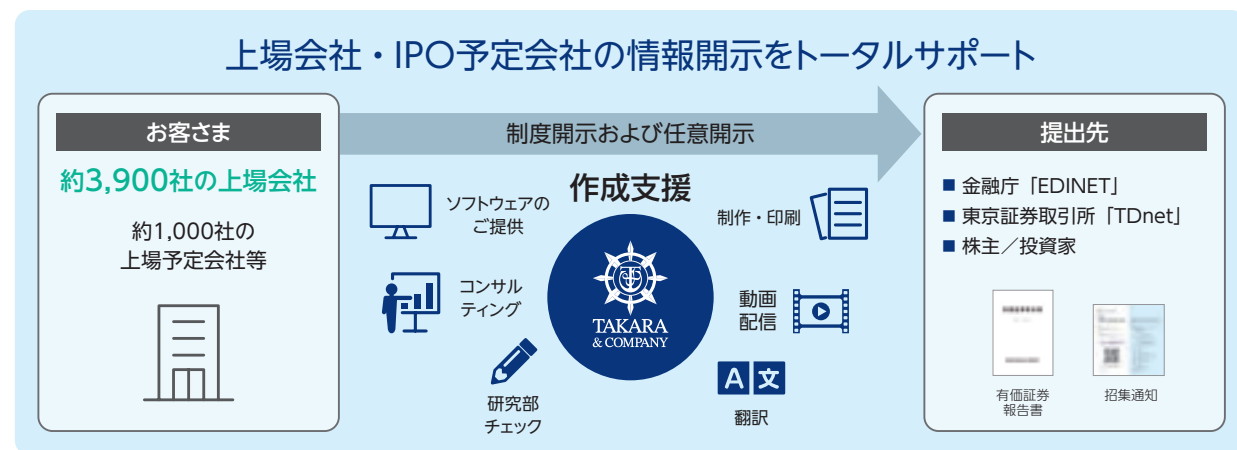 上場会社・IPO予定会社の情報開示をトータルサポート
お客さま
約3,900社の上場会社
約1,000社の
上場予定会社等
制度開示および任意開示
作成支援
ソフトウェアの
ご提供
コンサル
ティング
研究部
チェック
TAKARA
& COMPANY
制作・印刷
動画
配信
A文
翻訳
提出先
■ 金融庁「EDINET」
■ 東京証券取引所「TDnet」
■ 株主／投資家
有価証券
報告書
招集通知